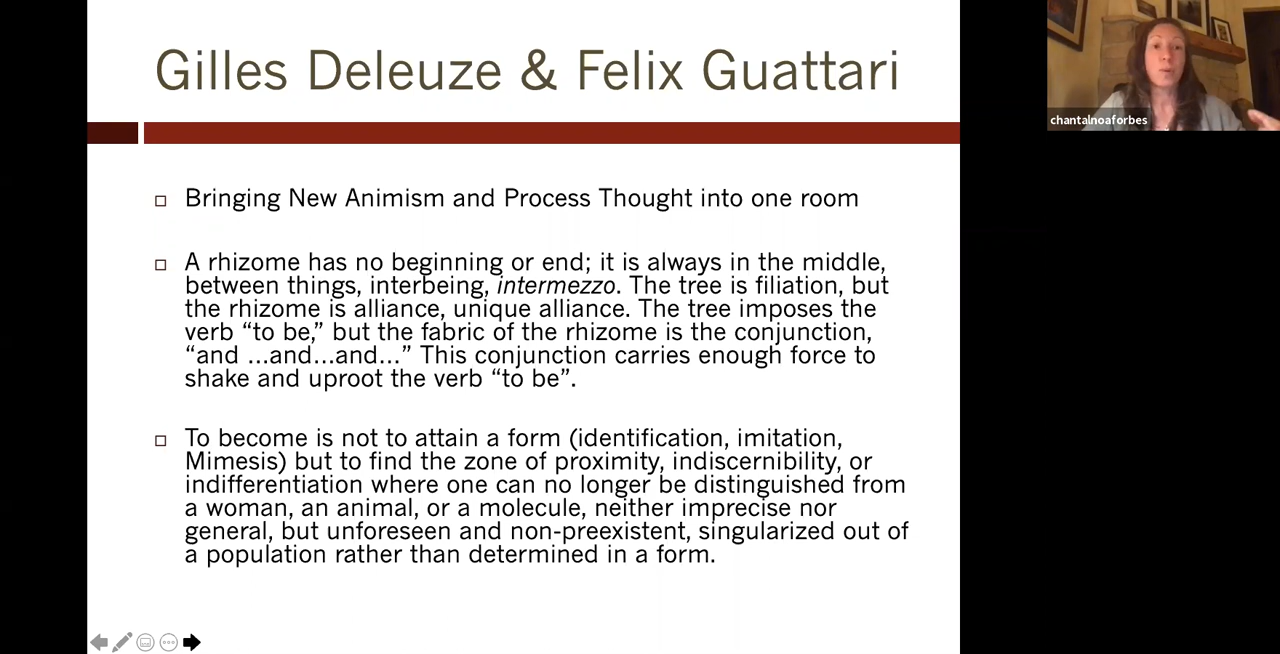 Gilles Deleuze & Felix Guattari
chantalnoaforbes
Bringing New Animism and Process Thought into one room
A rhizome has no beginning or end; it is always in the middle,
between things, interbeing, intermezzo. The tree is filiation, but
the rhizome is alliance, unique alliance. The tree imposes the
verb “to be,” but the fabric of the rhizome is the conjunction,
“and ...and...and...” This conjunction carries enough force to
shake and uproot the verb “to be”.
To become is not to attain a form (identification, imitation,
Mimesis) but to find the zone of proximity, indiscernibility, or
indifferentiation where one can no longer be distinguished from
a woman, an animal, or a molecule, neither imprecise nor
general, but unforeseen and non-preexistent, singularized out of
a population rather than determined in a form.